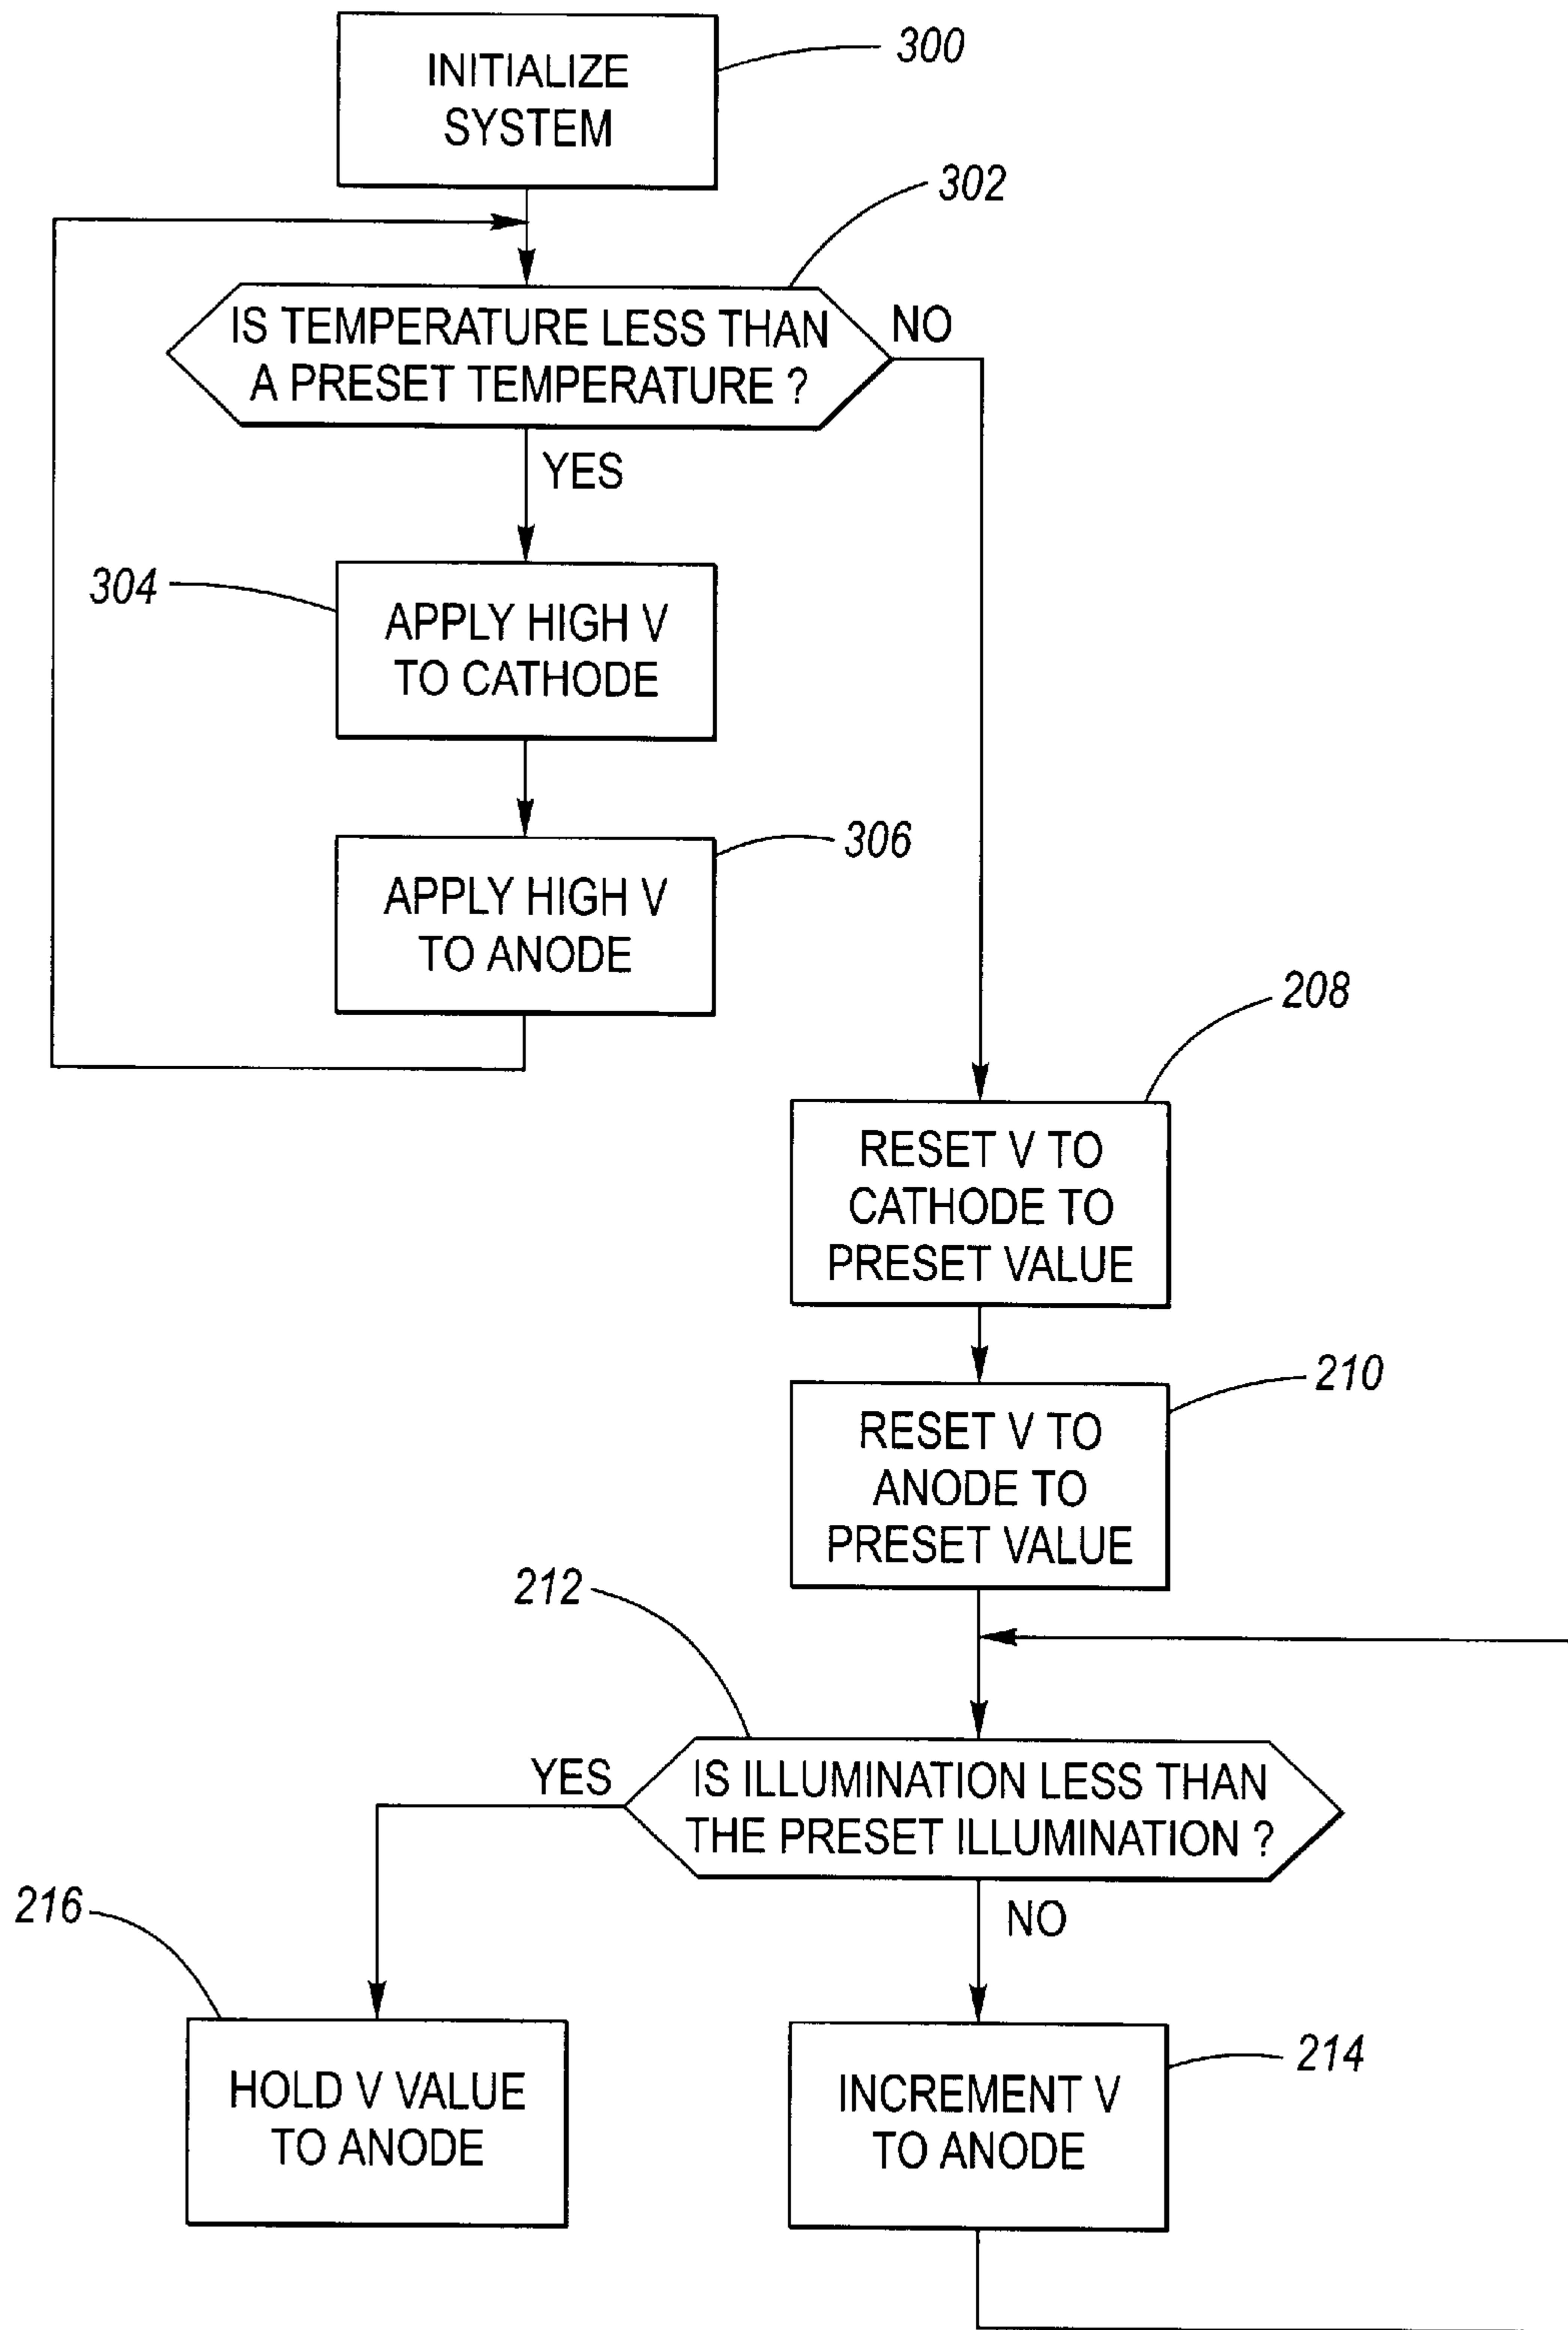 INITIALIZE
SYSTEM
300
302
IS TEMPERATURE LESS THAN
A PRESET TEMPERATURE ?
NO
YES
304
APPLY HIGH V
TO CATHODE
306
APPLY HIGH V
TO ANODE
208
RESET V TO
CATHODE TO
PRESET VALUE
210
RESET V TO
ANODE TO
PRESET VALUE
212
YES
IS ILLUMINATION LESS THAN
THE PRESET ILLUMINATION ?
NO
216
HOLD V VALUE
TO ANODE
214
INCREMENT V
TO ANODE